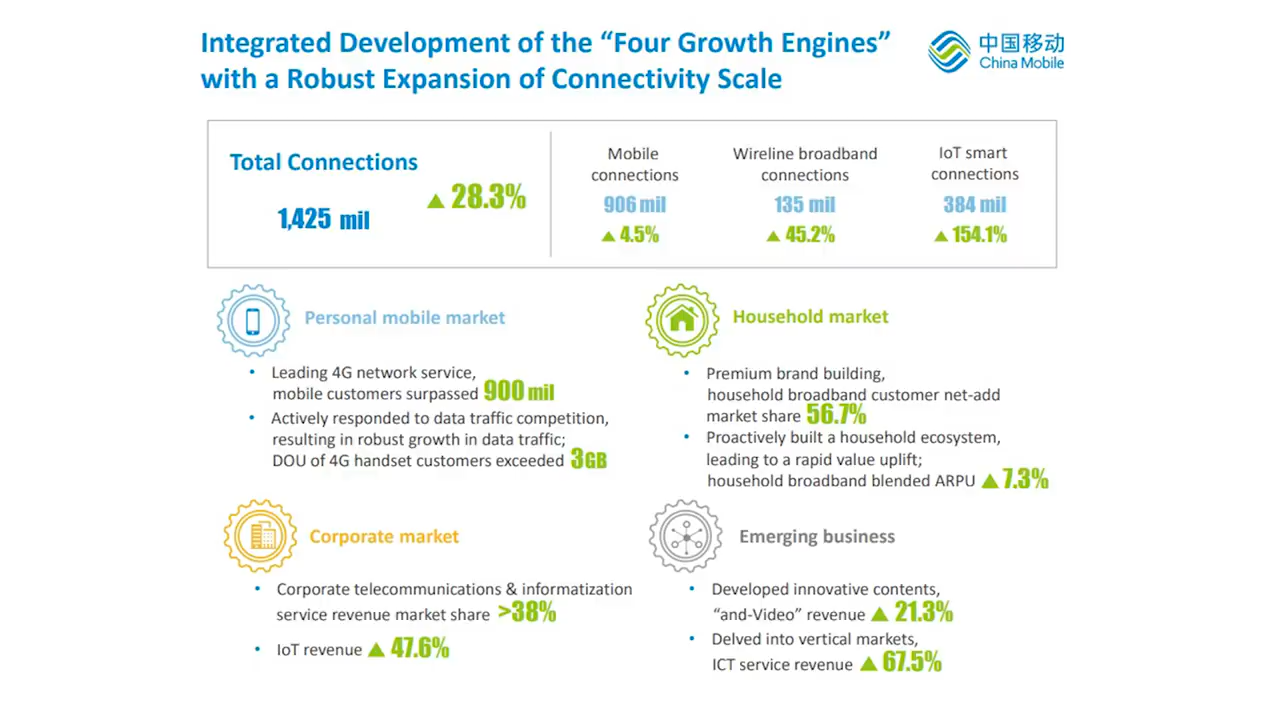 Integrated Development of the “Four Growth Engines”
with a Robust Expansion of Connectivity Scale
中国移动
China Mobile
Total Connections
1,425 mil
▲ 28.3%
Mobile
connections
906 mil
▲ 4.5%
Wireline broadband
connections
135 mil
▲ 45.2%
IoT smart
connections
384 mil
▲ 154.1%
Personal mobile market
• Leading 4G network service,
mobile customers surpassed 900 mil
• Actively responded to data traffic competition,
resulting in robust growth in data traffic;
DOU of 4G handset customers exceeded 3GB
Household market
• Premium brand building,
household broadband customer net-add
market share 56.7%
• Proactively built a household ecosystem,
leading to a rapid value uplift;
household broadband blended ARPU ▲ 7.3%
Corporate market
• Corporate telecommunications & informatization
service revenue market share >38%
• IoT revenue ▲ 47.6%
Emerging business
• Developed innovative contents,
“and-Video” revenue ▲ 21.3%
• Delved into vertical markets,
ICT service revenue ▲ 67.5%